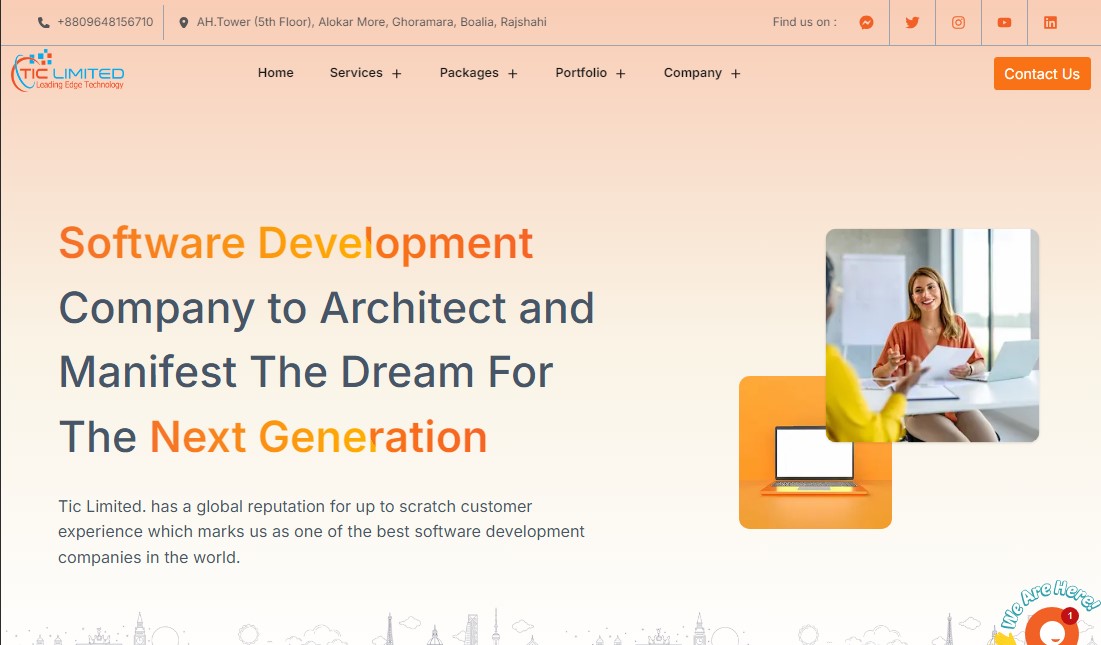 +8809648156710
AH.Tower (5th Floor), Alokar More, Ghoramara, Boalia, Rajshahi
Find us on :
TIC LIMITED
Leading Edge Technology
Home
Services +
Packages +
Portfolio +
Company +
Contact Us
Software Development
Company to Architect and
Manifest The Dream For
The Next Generation
Tic Limited. has a global reputation for up to scratch customer
experience which marks us as one of the best software development
companies in the world.
We Are Here!
1